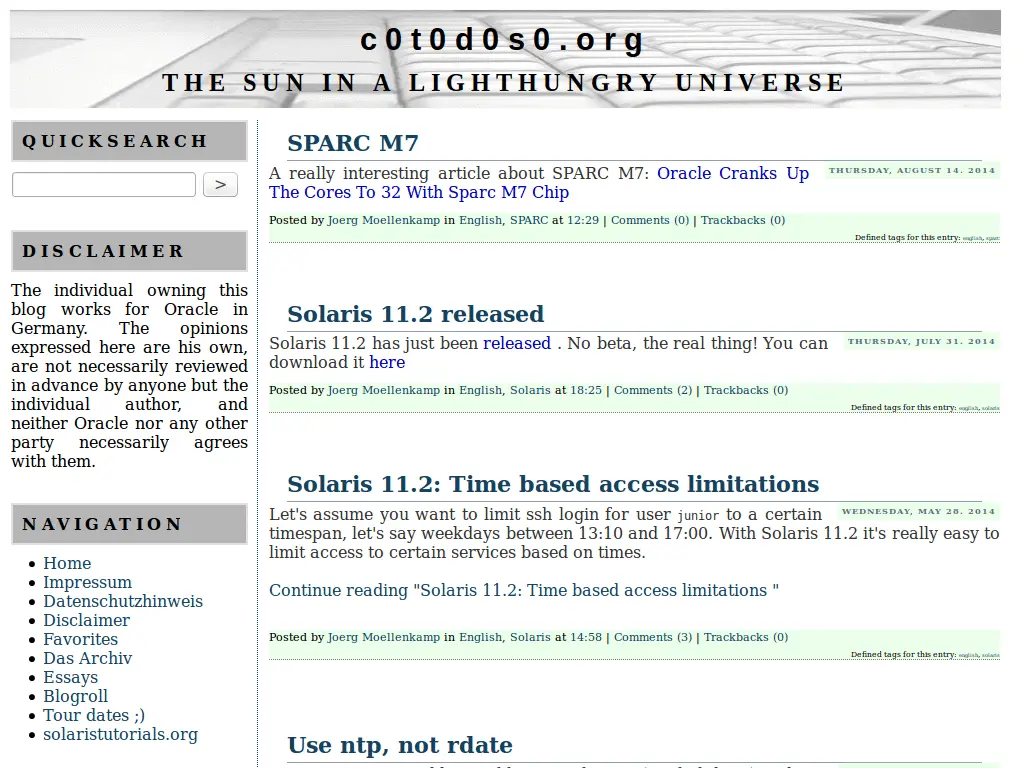 c0t0d0s0.org
THE SUN IN A LIGHTHUNGRY UNIVERSE
QUICKSEARCH
>
DISCLAIMER
The individual owning this
blog works for Oracle in
Germany. The opinions
expressed here are his own,
are not necessarily reviewed
in advance by anyone but the
individual author, and
neither Oracle nor any other
party necessarily agrees
with them.
NAVIGATION
Home
Impressum
Datenschutzhinweis
Disclaimer
Favorites
Das Archiv
Essays
Blogroll
Tour dates ;)
solaristutorials.org
SPARC M7
THURSDAY, AUGUST 14. 2014
A really interesting article about SPARC M7: Oracle Cranks Up
The Cores To 32 With Sparc M7 Chip
Posted by Joerg Moellenkamp in English, SPARC at 12:29 | Comments (0) | Trackbacks (0)
Defined tags for this entry: english, sparc
Solaris 11.2 released
THURSDAY, JULY 31. 2014
Solaris 11.2 has just been released . No beta, the real thing! You can
download it here
Posted by Joerg Moellenkamp in English, Solaris at 18:25 | Comments (2) | Trackbacks (0)
Defined tags for this entry: english, solaris
Solaris 11.2: Time based access limitations
WEDNESDAY, MAY 28. 2014
Let's assume you want to limit ssh login for user junior to a certain
timespan, let's say weekdays between 13:10 and 17:00. With Solaris 11.2 it's really easy to
limit access to certain services based on times.
Continue reading "Solaris 11.2: Time based access limitations "
Posted by Joerg Moellenkamp in English, Solaris at 14:58 | Comments (3) | Trackbacks (0)
Defined tags for this entry: english, solaris
Use ntp, not rdate